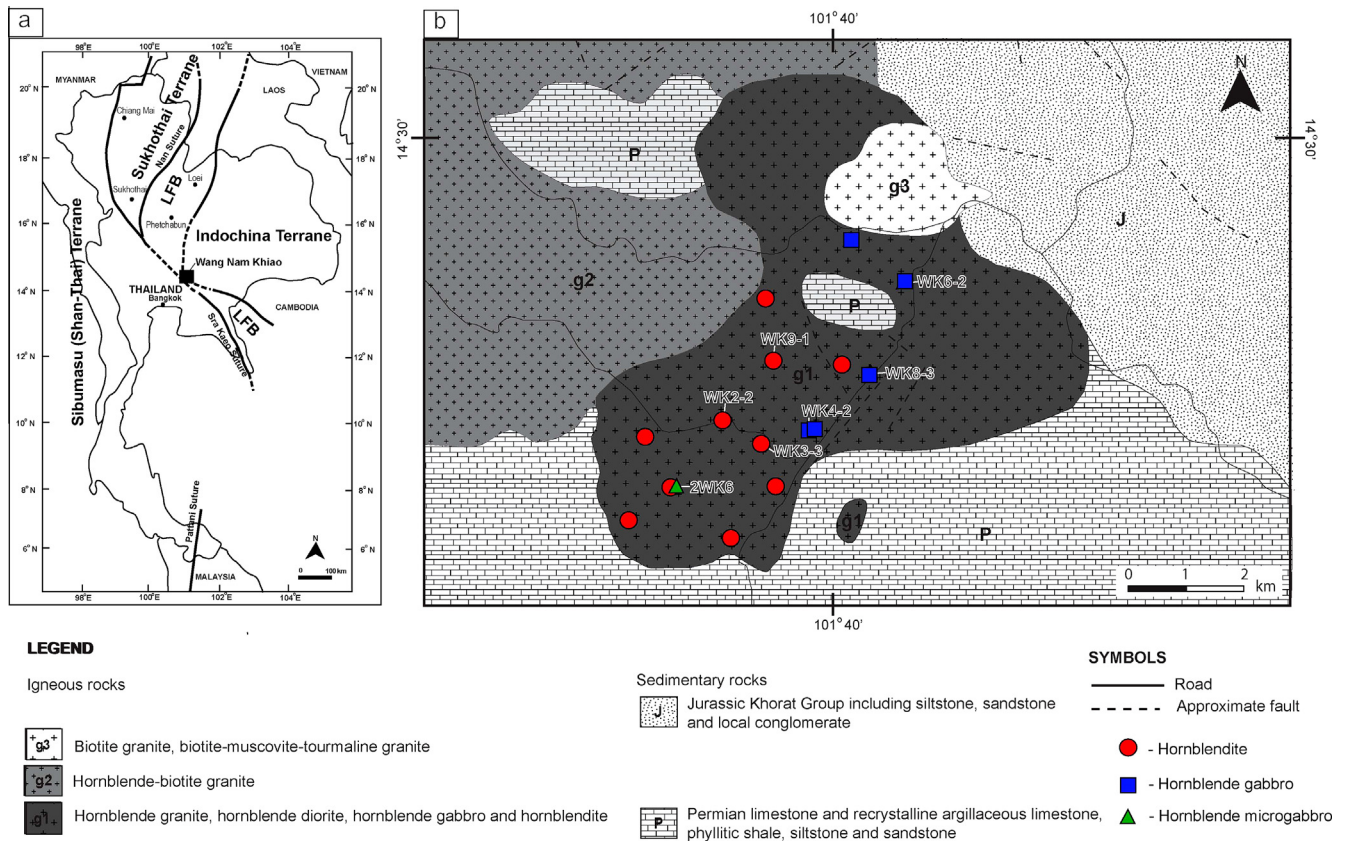 a
98°E
100°E
102°E
104°E
MYANMAR
VIETNAM
LAOS
20° N
20° N
Chiang Mai
Sukhothai Terrane
Nan Suture
18° N
18° N
Sukhothai
LFB
Loei
Phetchabun
16° N
16° N
Indochina Terrane
Sibumasu (Shan-Thai) Terrane
Wang Nam Khiao
14° N
14° N
THAILAND
Bangkok
CAMBODIA
LFB
Sra Kaeo Suture
12° N
12° N
10° N
10° N
8° N
8° N
Pattani Suture
6° N
6° N
N
0 100km
MALAYSIA
98°E
100°E
102°E
104°E
b
101°40'
N
14°30'
14°30'
P
g3
J
g2
WK6-2
P
WK9-1
g1
WK8-3
WK2-2
WK4-2
WK3-3
2WK6
g1
P
0 1 2 km
101°40'
LEGEND
Igneous rocks
g3 Biotite granite, biotite-muscovite-tourmaline granite
g2 Hornblende-biotite granite
g1 Hornblende granite, hornblende diorite, hornblende gabbro and hornblendite
Sedimentary rocks
J Jurassic Khorat Group including siltstone, sandstone
and local conglomerate
P Permian limestone and recrystalline argillaceous limestone,
phyllitic shale, siltstone and sandstone
SYMBOLS
Road
Approximate fault
- Hornblendite
- Hornblende gabbro
- Hornblende microgabbro